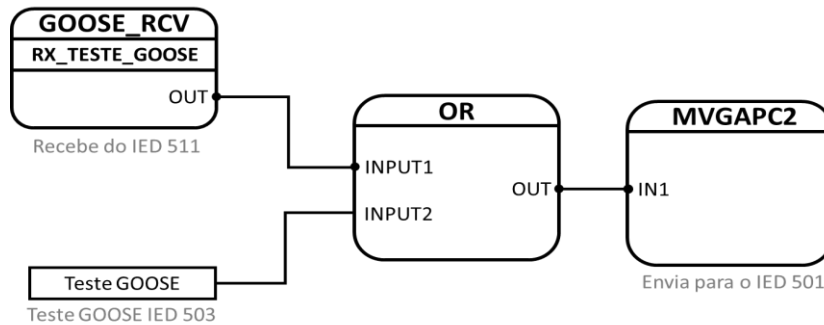 GOOSE_RCV
RX_TESTE_GOOSE
OUT
Recebe do IED 511
OR
INPUT1
INPUT2
OUT
MVGAPC2
IN1
Envia para o IED 501
Teste GOOSE
Teste GOOSE IED 503